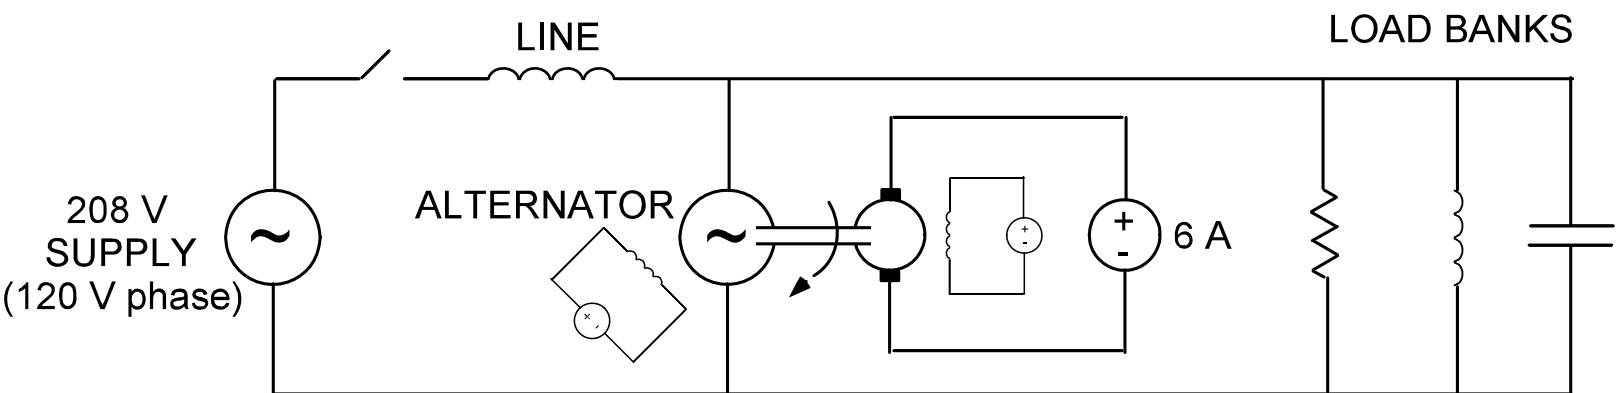 LINE
LOAD BANKS
208 V
SUPPLY
(120 V phase)
ALTERNATOR
~
~
+
-
+
-
+
-
6 A